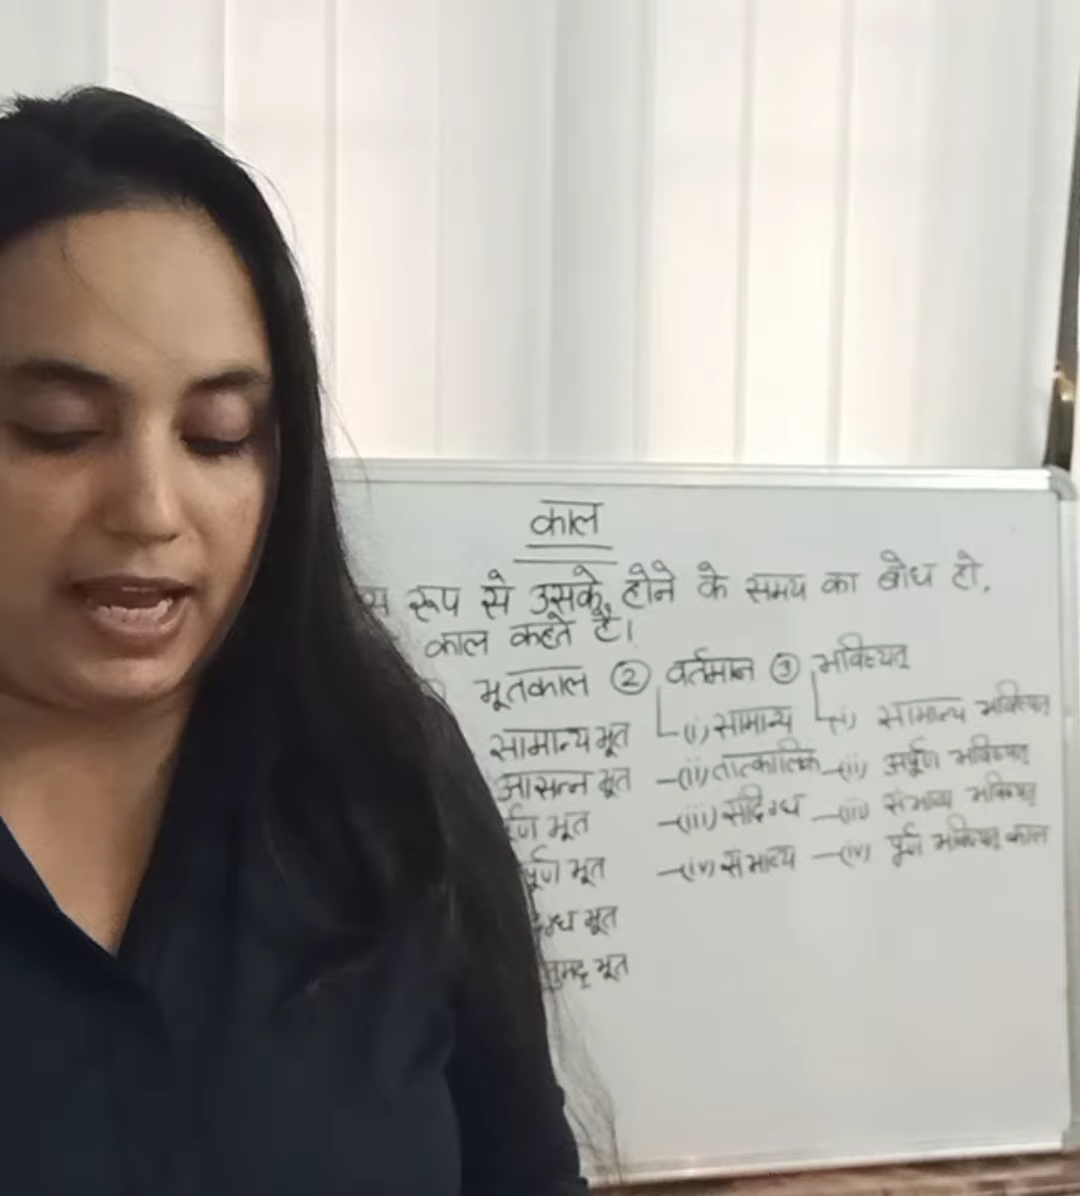 काल
रूप से उसके, होने के समय का बोध हो,
काल कहते हैं।
भूतकाल ② वर्तमान ③ भविष्यत्
सामान्य भूत (i) सामान्य (i) सामान्य भविष्यत्
आसन्न भूत (ii) तात्कालिक (ii) अपूर्ण भविष्यत्
भूत (iii) संदिग्ध (iii) संभाव्य भविष्यत्
भूत (iv) संभाव्य (iv) पूर्ण भविष्यत् काल
भूत
भूत